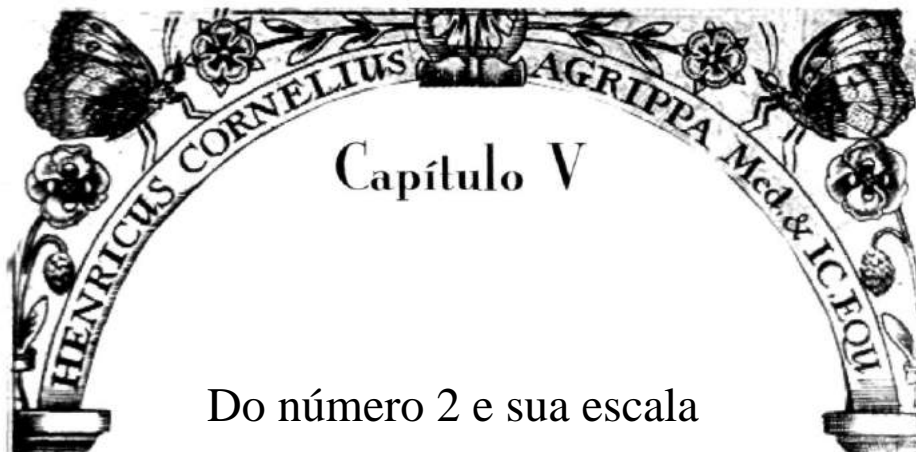 HENRICUS CORNELIUS AGRIPPA Med. & IC. EQU
Capítulo V
Do número 2 e sua escala